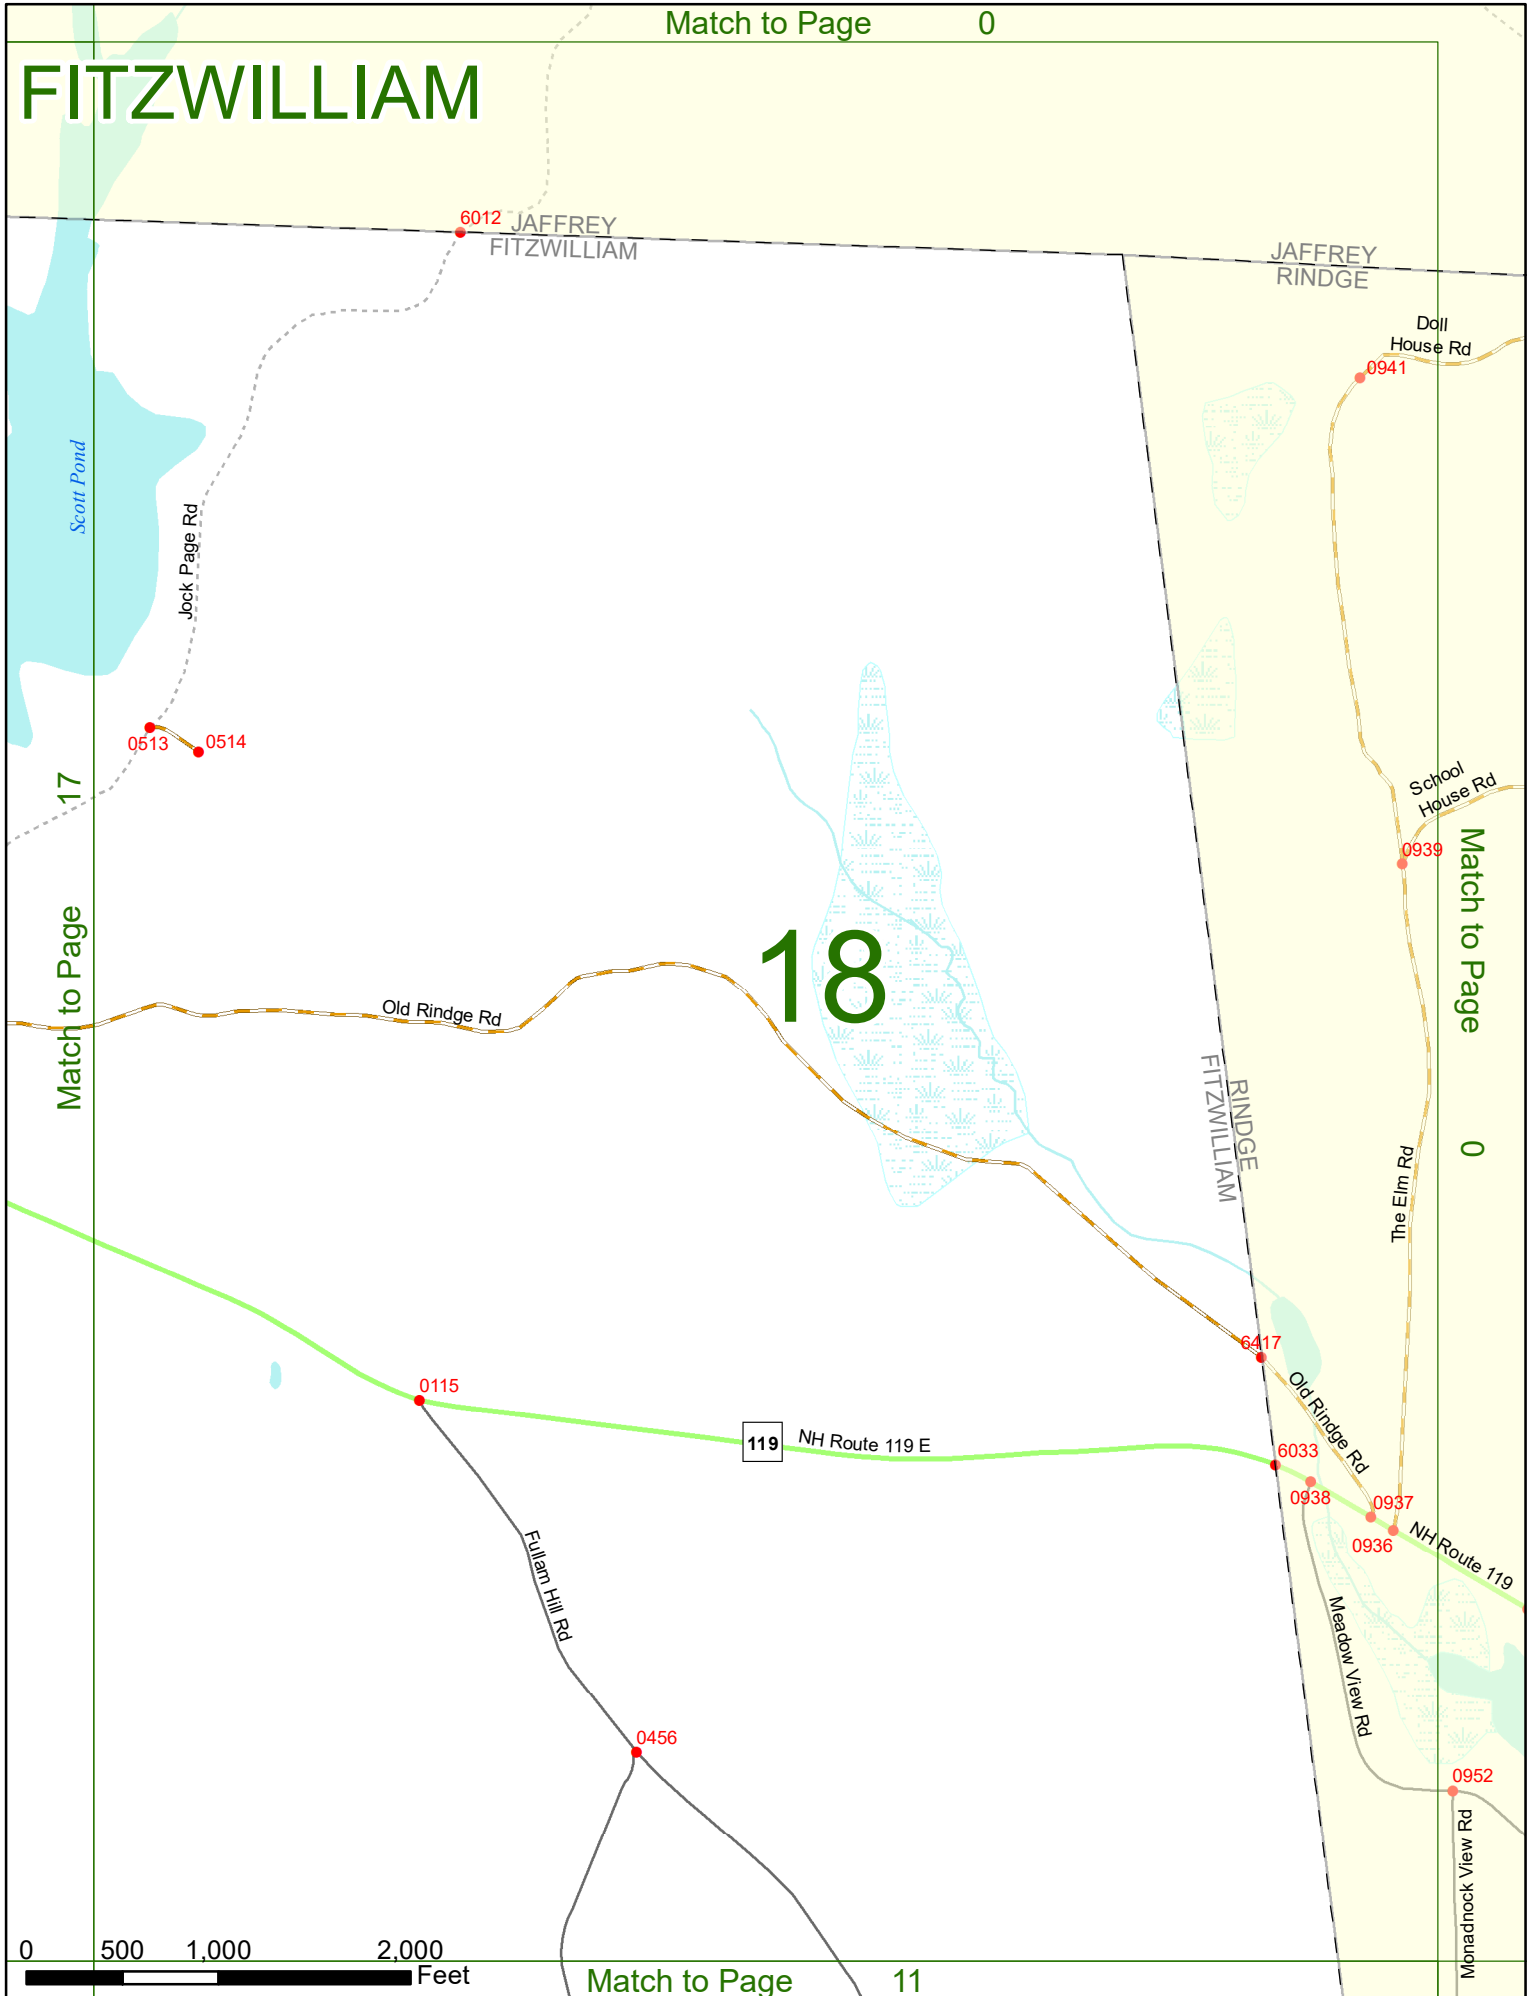 Match to Page 0
FITZWILLIAM
6012
JAFFREY
FITZWILLIAM
JAFFREY
RINDGE
Doll
House Rd
0941
Scott Pond
Jock Page Rd
0513
0514
School
House Rd
0939
Match to Page 17
Match to Page 0
18
Old Rindge Rd
RINDGE
FITZWILLIAM
The Elm Rd
6417
Old Rindge Rd
0115
119
NH Route 119 E
6033
0938
0937
0936
NH Route 119
Fullam Hill Rd
Meadow View Rd
0456
0952
Monadnock View Rd
0 500 1,000 2,000
Feet
Match to Page 11